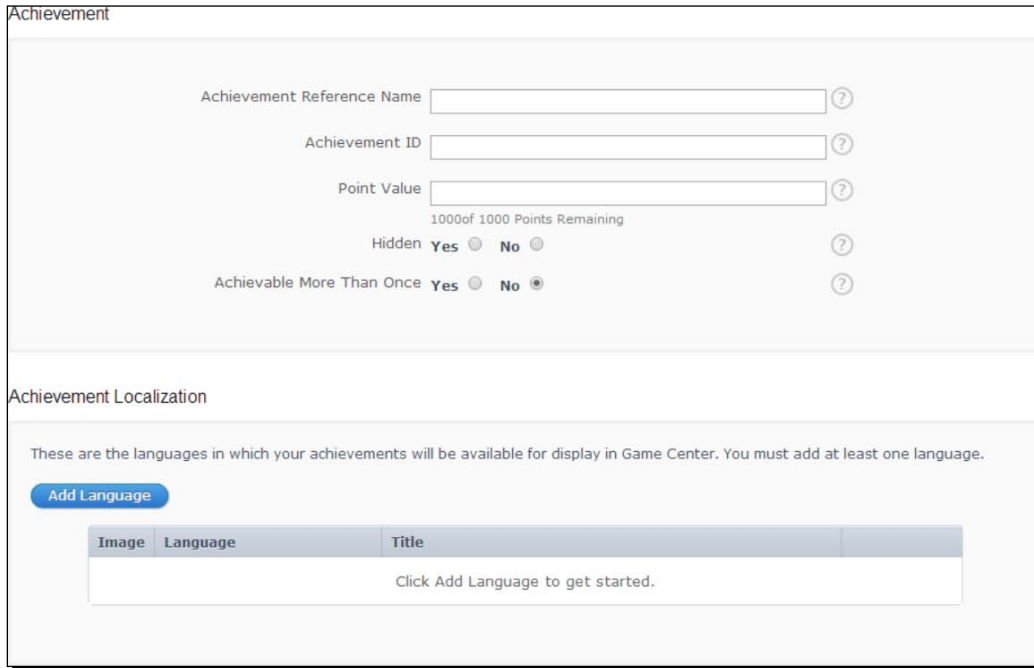 Achievement
Achievement Reference Name ?
Achievement ID ?
Point Value ?
1000of 1000 Points Remaining
Hidden Yes No ?
Achievable More Than Once Yes No ?
Achievement Localization
These are the languages in which your achievements will be available for display in Game Center. You must add at least one language.
Add Language
Image Language Title
Click Add Language to get started.